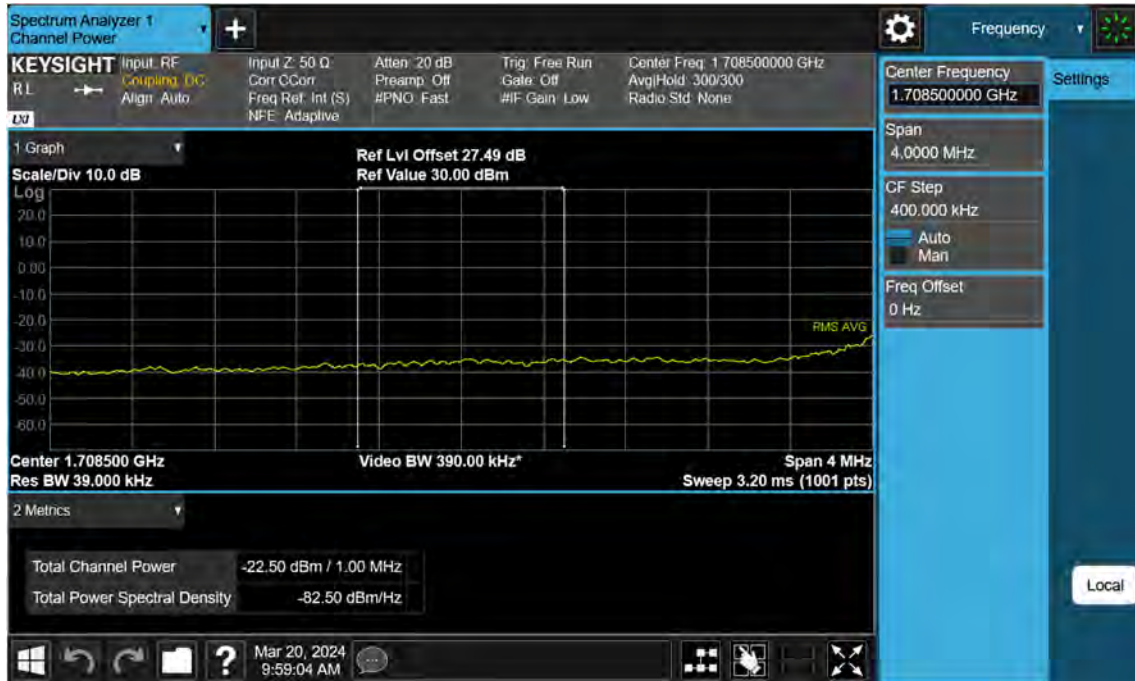 Spectrum Analyzer 1
Channel Power
+
Frequency
KEYSIGHT
RL
LXI
Input: RF
Coupling: DC
Align: Auto
Input Z: 50 Ω
Corr CCorr
Freq Ref: Int (S)
NFE: Adaptive
Atten: 20 dB
Preamp: Off
#PNO: Fast
Trig: Free Run
Gate: Off
#IF Gain: Low
Center Freq: 1.708500000 GHz
Avg|Hold: 300/300
Radio Std: None
Center Frequency
1.708500000 GHz
Settings
Span
4.0000 MHz
CF Step
400.000 kHz
Auto
Man
Freq Offset
0 Hz
1 Graph
Scale/Div 10.0 dB
Ref Lvl Offset 27.49 dB
Ref Value 30.00 dBm
Log
20.0
10.0
0.00
-10.0
-20.0
-30.0
-40.0
-50.0
-60.0
RMS AVG
Center 1.708500 GHz
Video BW 390.00 kHz*
Span 4 MHz
Res BW 39.000 kHz
Sweep 3.20 ms (1001 pts)
2 Metrics
Total Channel Power
-22.50 dBm / 1.00 MHz
Total Power Spectral Density
-82.50 dBm/Hz
Local
?
Mar 20, 2024
9:59:04 AM